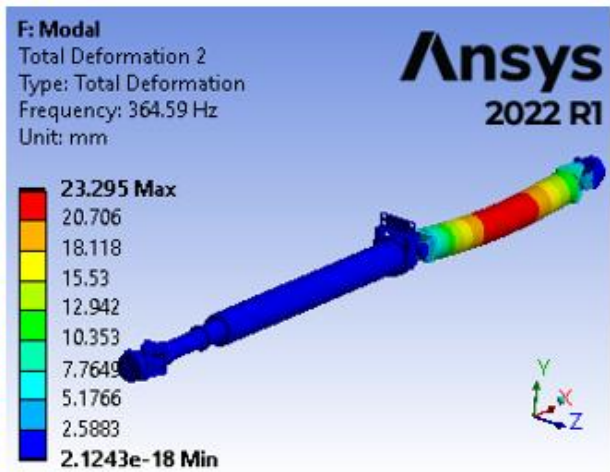 F: Modal
Total Deformation 2
Type: Total Deformation
Frequency: 364.59 Hz
Unit: mm
Ansys
2022 R1
23.295 Max
20.706
18.118
15.53
12.942
10.353
7.7649
5.1766
2.5883
2.1243e-18 Min
Y
X
Z